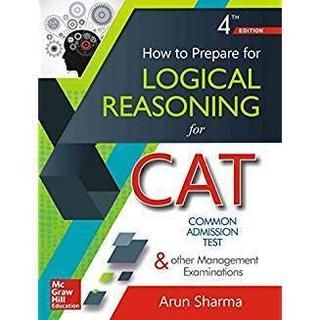 4TH
EDITION
How to Prepare for
LOGICAL
REASONING
for
CAT
COMMON
ADMISSION
TEST
& other Management
Examinations
Mc
Graw
Hill
Education
Arun Sharma